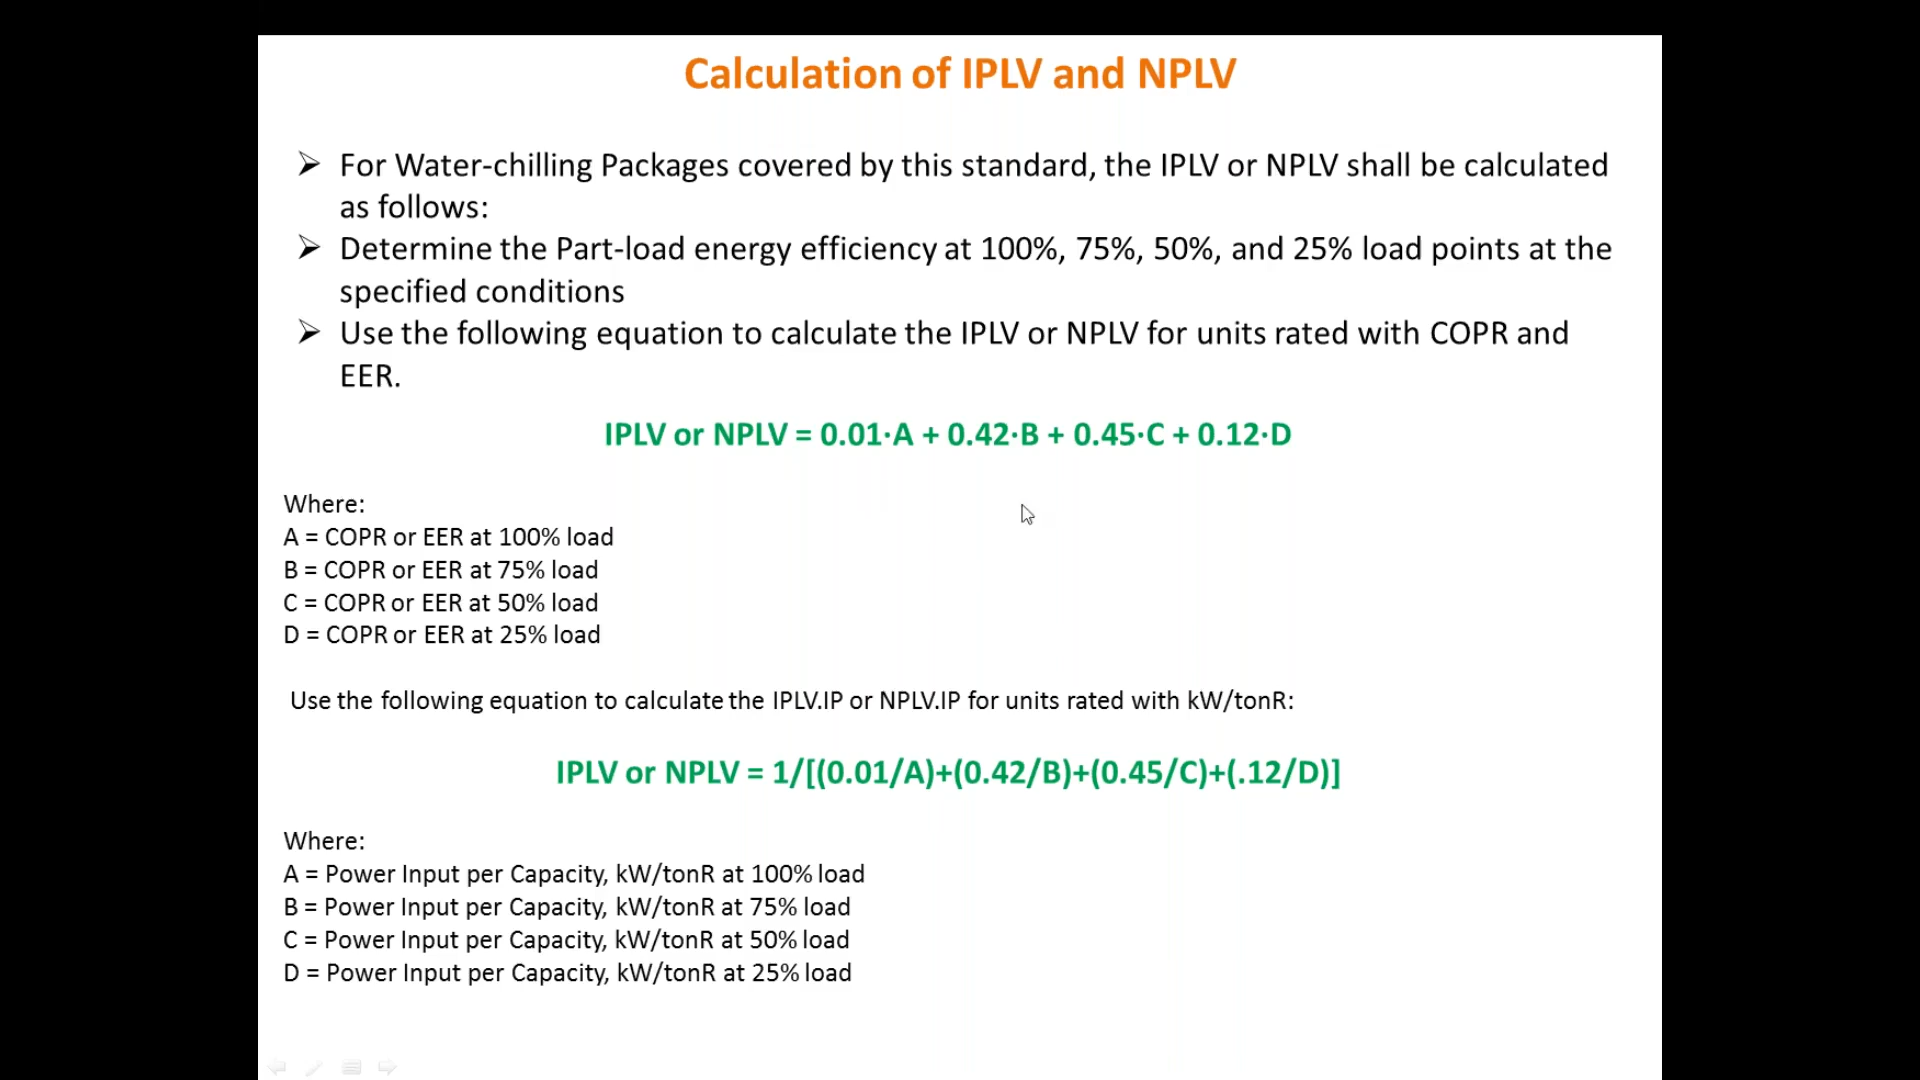 Calculation of IPLV and NPLV
For Water-chilling Packages covered by this standard, the IPLV or NPLV shall be calculated
as follows:
Determine the Part-load energy efficiency at 100%, 75%, 50%, and 25% load points at the
specified conditions
Use the following equation to calculate the IPLV or NPLV for units rated with COPR and
EER.
IPLV or NPLV = 0.01·A + 0.42·B + 0.45·C + 0.12·D
Where:
A = COPR or EER at 100% load
B = COPR or EER at 75% load
C = COPR or EER at 50% load
D = COPR or EER at 25% load
Use the following equation to calculate the IPLV.IP or NPLV.IP for units rated with kW/tonR:
IPLV or NPLV = 1/[(0.01/A)+(0.42/B)+(0.45/C)+(.12/D)]
Where:
A = Power Input per Capacity, kW/tonR at 100% load
B = Power Input per Capacity, kW/tonR at 75% load
C = Power Input per Capacity, kW/tonR at 50% load
D = Power Input per Capacity, kW/tonR at 25% load